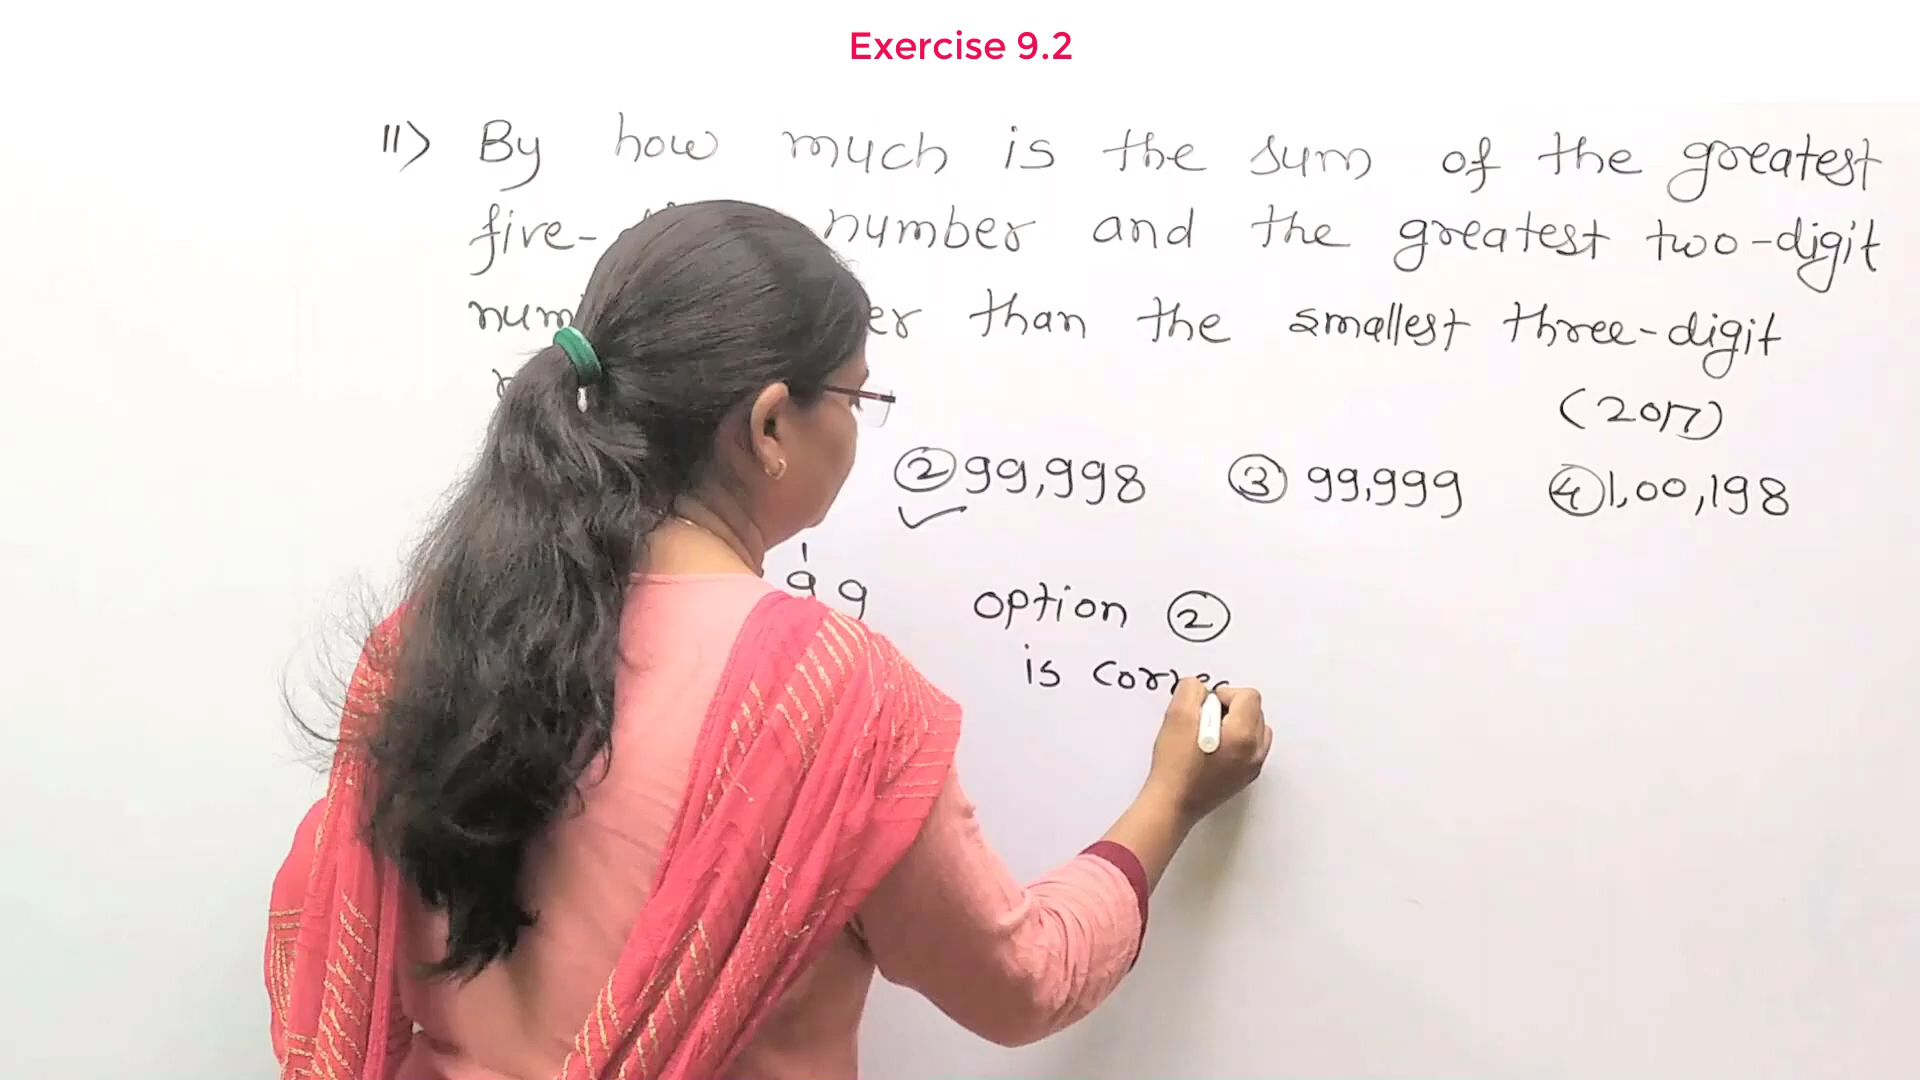 Exercise 9.2
11) By how much is the sum of the greatest
five- number and the greatest two-digit
than the smallest three-digit
(2017)
② 99,998 ③ 99,999 ④ 1,00,198
1
9 9 option ②
is correc